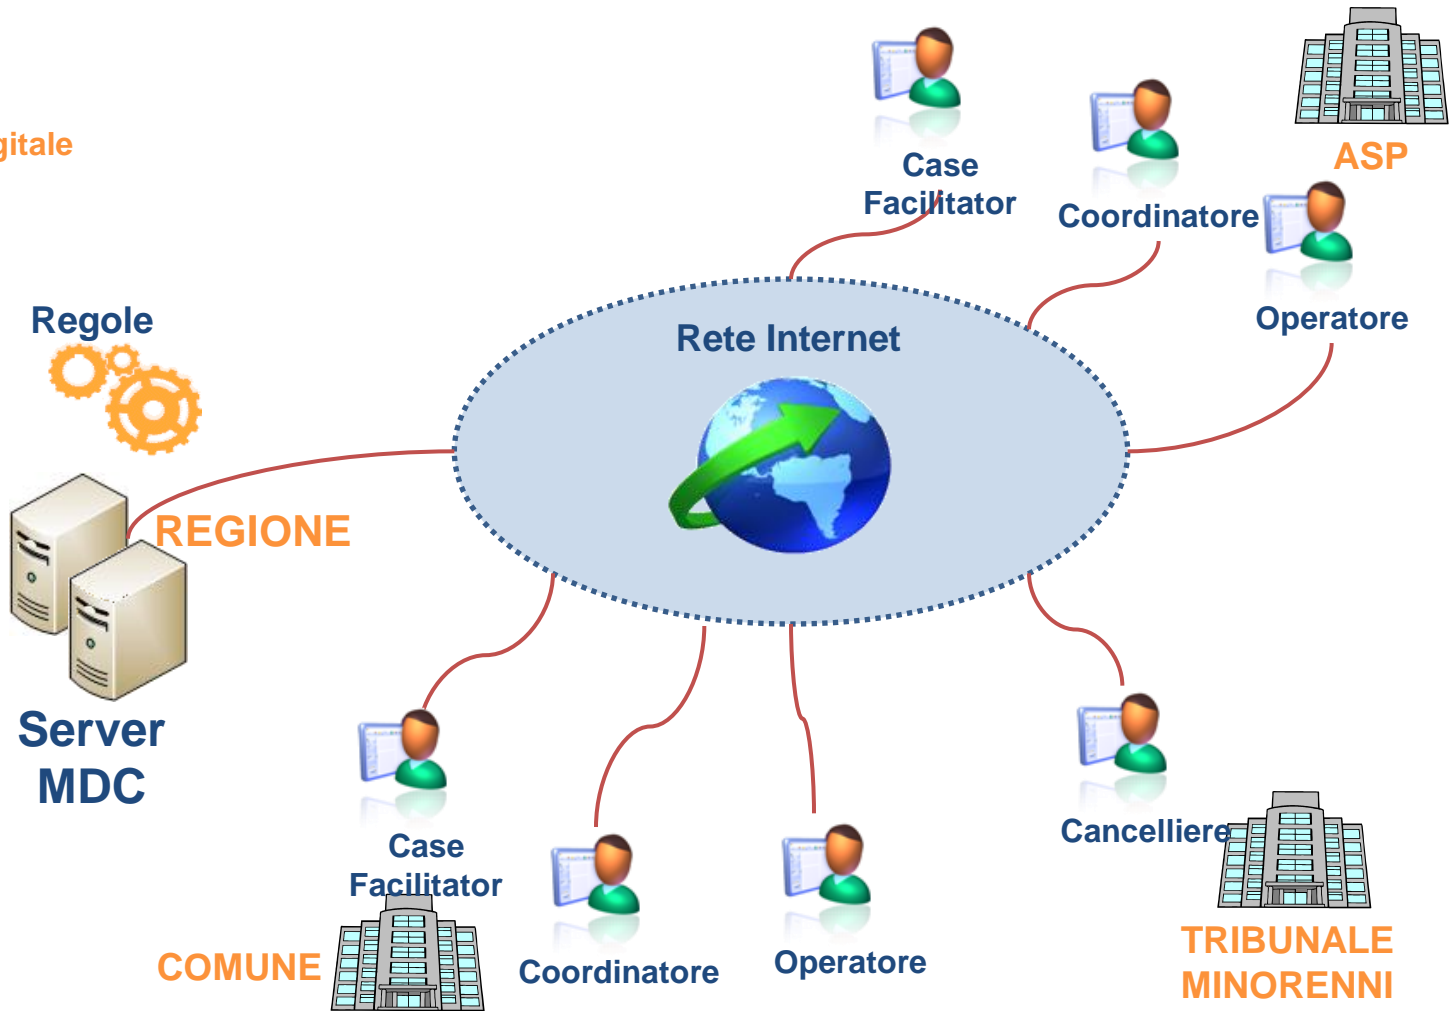 Case
Facilitator
Coordinatore
ASP
Operatore
gitale
Regole
Rete Internet
REGIONE
Server
MDC
Case
Facilitator
COMUNE
Coordinatore
Operatore
Cancelliere
TRIBUNALE
MINORENNI